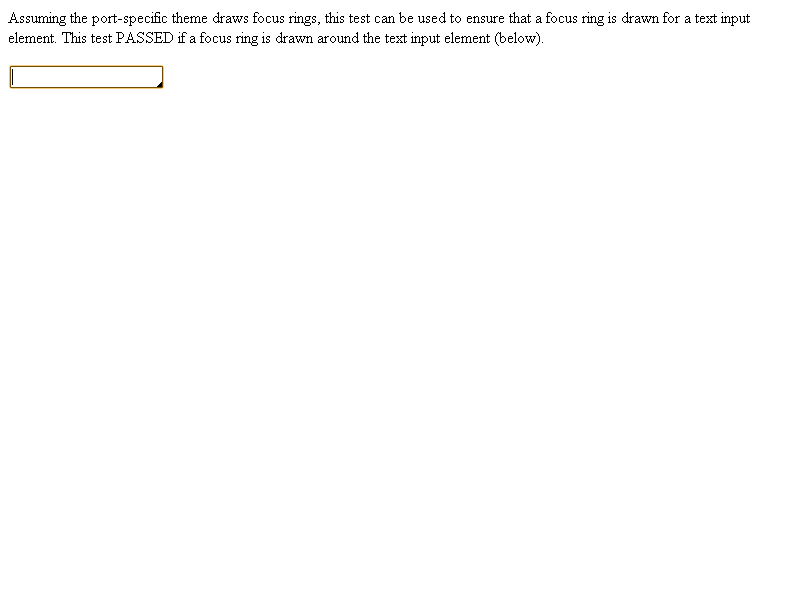 Assuming the port-specific theme draws focus rings, this test can be used to ensure that a focus ring is drawn for a text input
element. This test PASSED if a focus ring is drawn around the text input element (below).